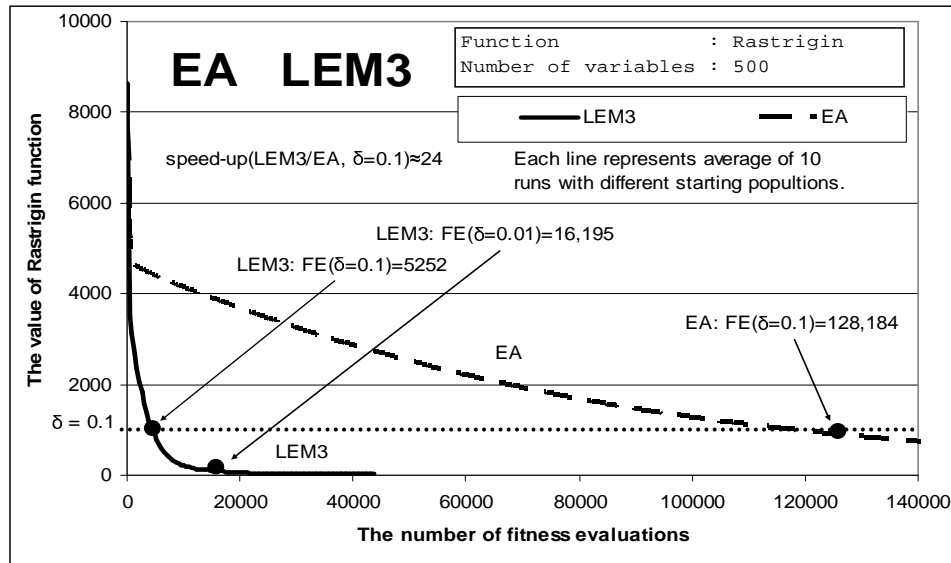 EA LEM3
Function : Rastrigin
Number of variables : 500
LEM3 EA
speed-up(LEM3/EA, δ=0.1)≈24
Each line represents average of 10
runs with different starting popultions.
LEM3: FE(δ=0.01)=16,195
LEM3: FE(δ=0.1)=5252
EA: FE(δ=0.1)=128,184
EA
LEM3
The value of Rastrigin function
10000
8000
6000
4000
2000
δ = 0.1
0
0 20000 40000 60000 80000 100000 120000 140000
The number of fitness evaluations